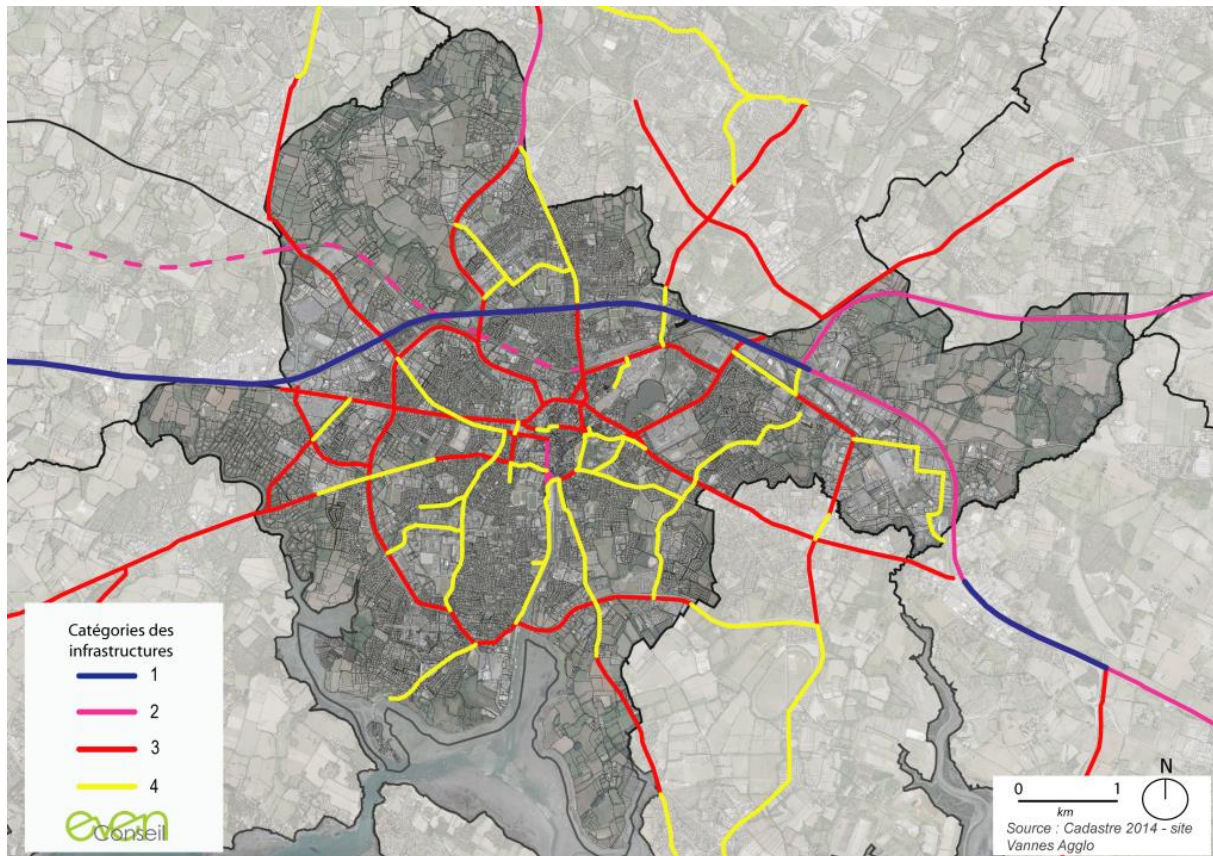 Catégories des
infrastructures
1
2
3
4
even
Conseil
N
0 1
km
Source : Cadastre 2014 - site
Vannes Agglo